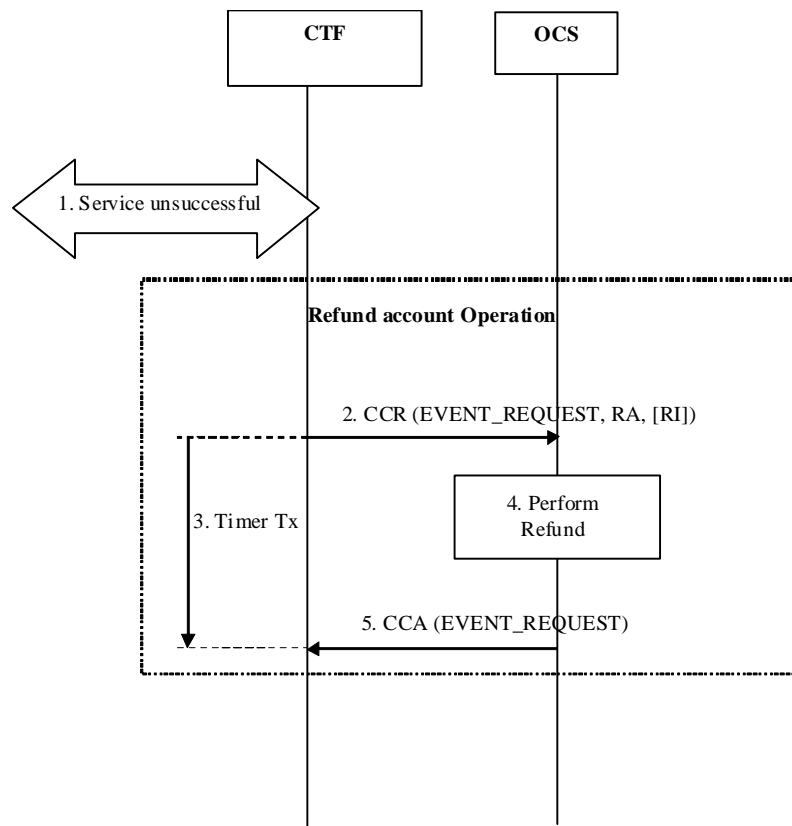 CTF
OCS
1. Service unsuccessful
Refund account Operation
2. CCR (EVENT_REQUEST, RA, [RI])
3. Timer Tx
4. Perform
Refund
5. CCA (EVENT_REQUEST)